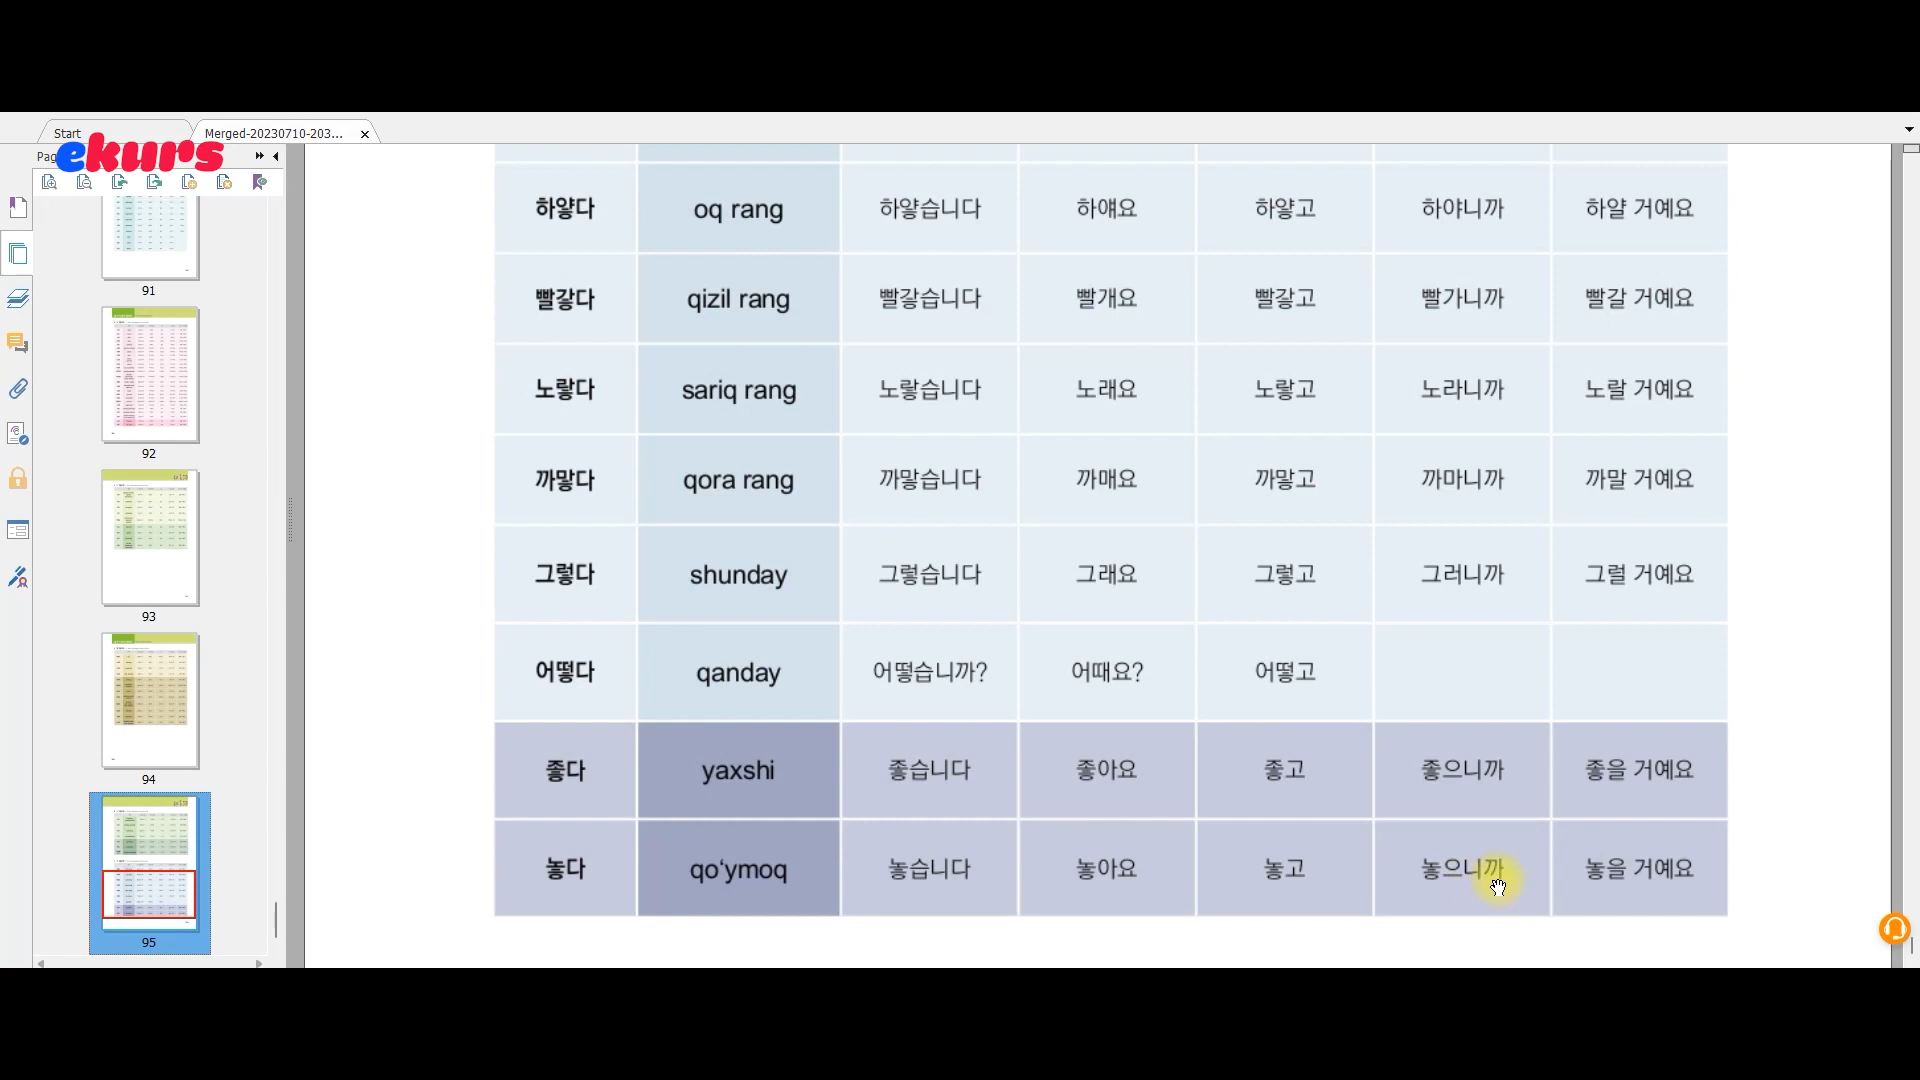 Start
Merged-20230710-203...
Pag
ekurs
91
92
93
94
95
하얗다 oq rang 하얗습니다 하얘요 하얗고 하야니까 하얄 거예요
빨갛다 qizil rang 빨갛습니다 빨개요 빨갛고 빨가니까 빨갈 거예요
노랗다 sariq rang 노랗습니다 노래요 노랗고 노라니까 노랄 거예요
까맣다 qora rang 까맣습니다 까매요 까맣고 까마니까 까말 거예요
그렇다 shunday 그렇습니다 그래요 그렇고 그러니까 그럴 거예요
어떻다 qanday 어떻습니까? 어때요? 어떻고
좋다 yaxshi 좋습니다 좋아요 좋고 좋으니까 좋을 거예요
놓다 qo‘ymoq 놓습니다 놓아요 놓고 놓으니까 놓을 거예요